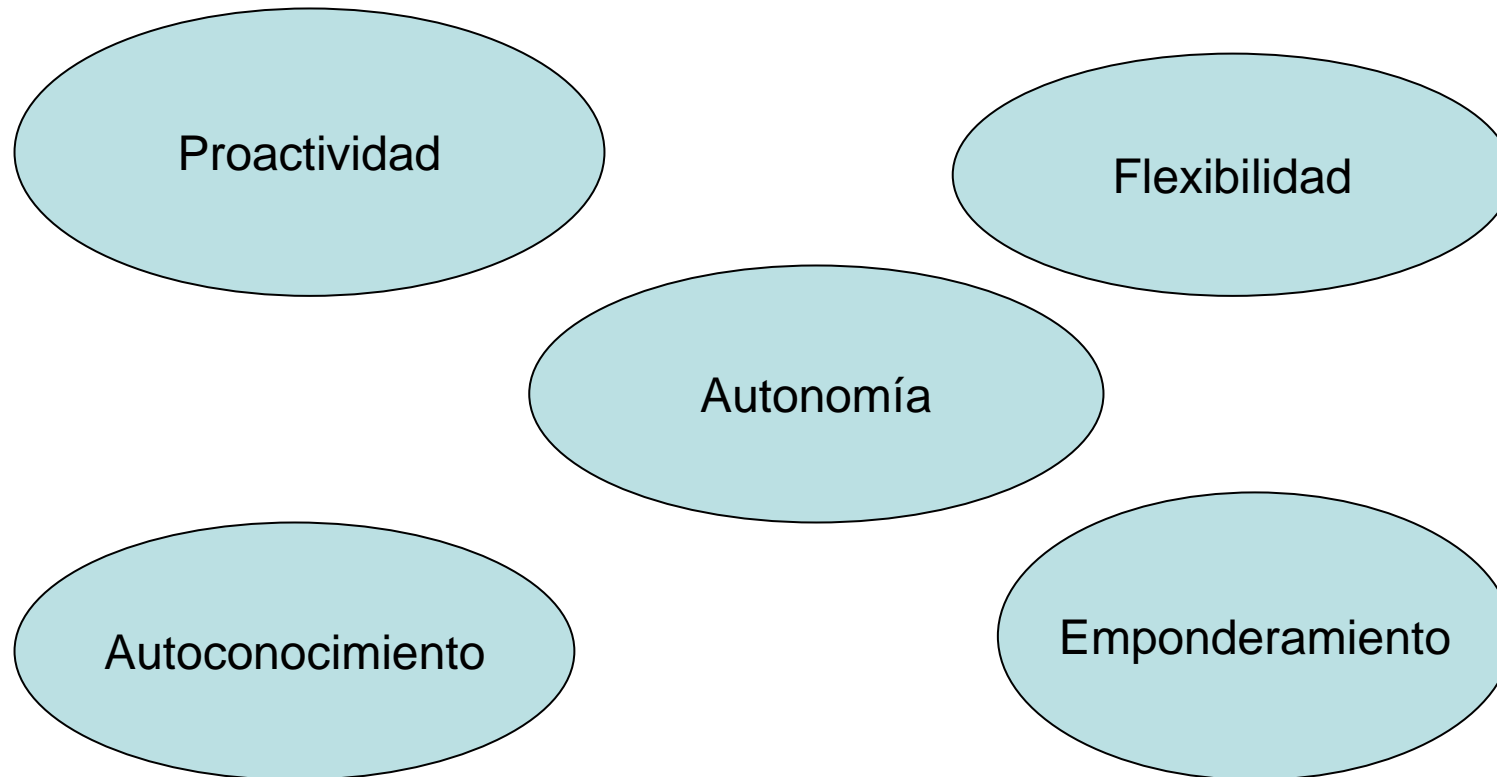 Proactividad
Flexibilidad
Autonomía
Autoconocimiento
Emponderamiento